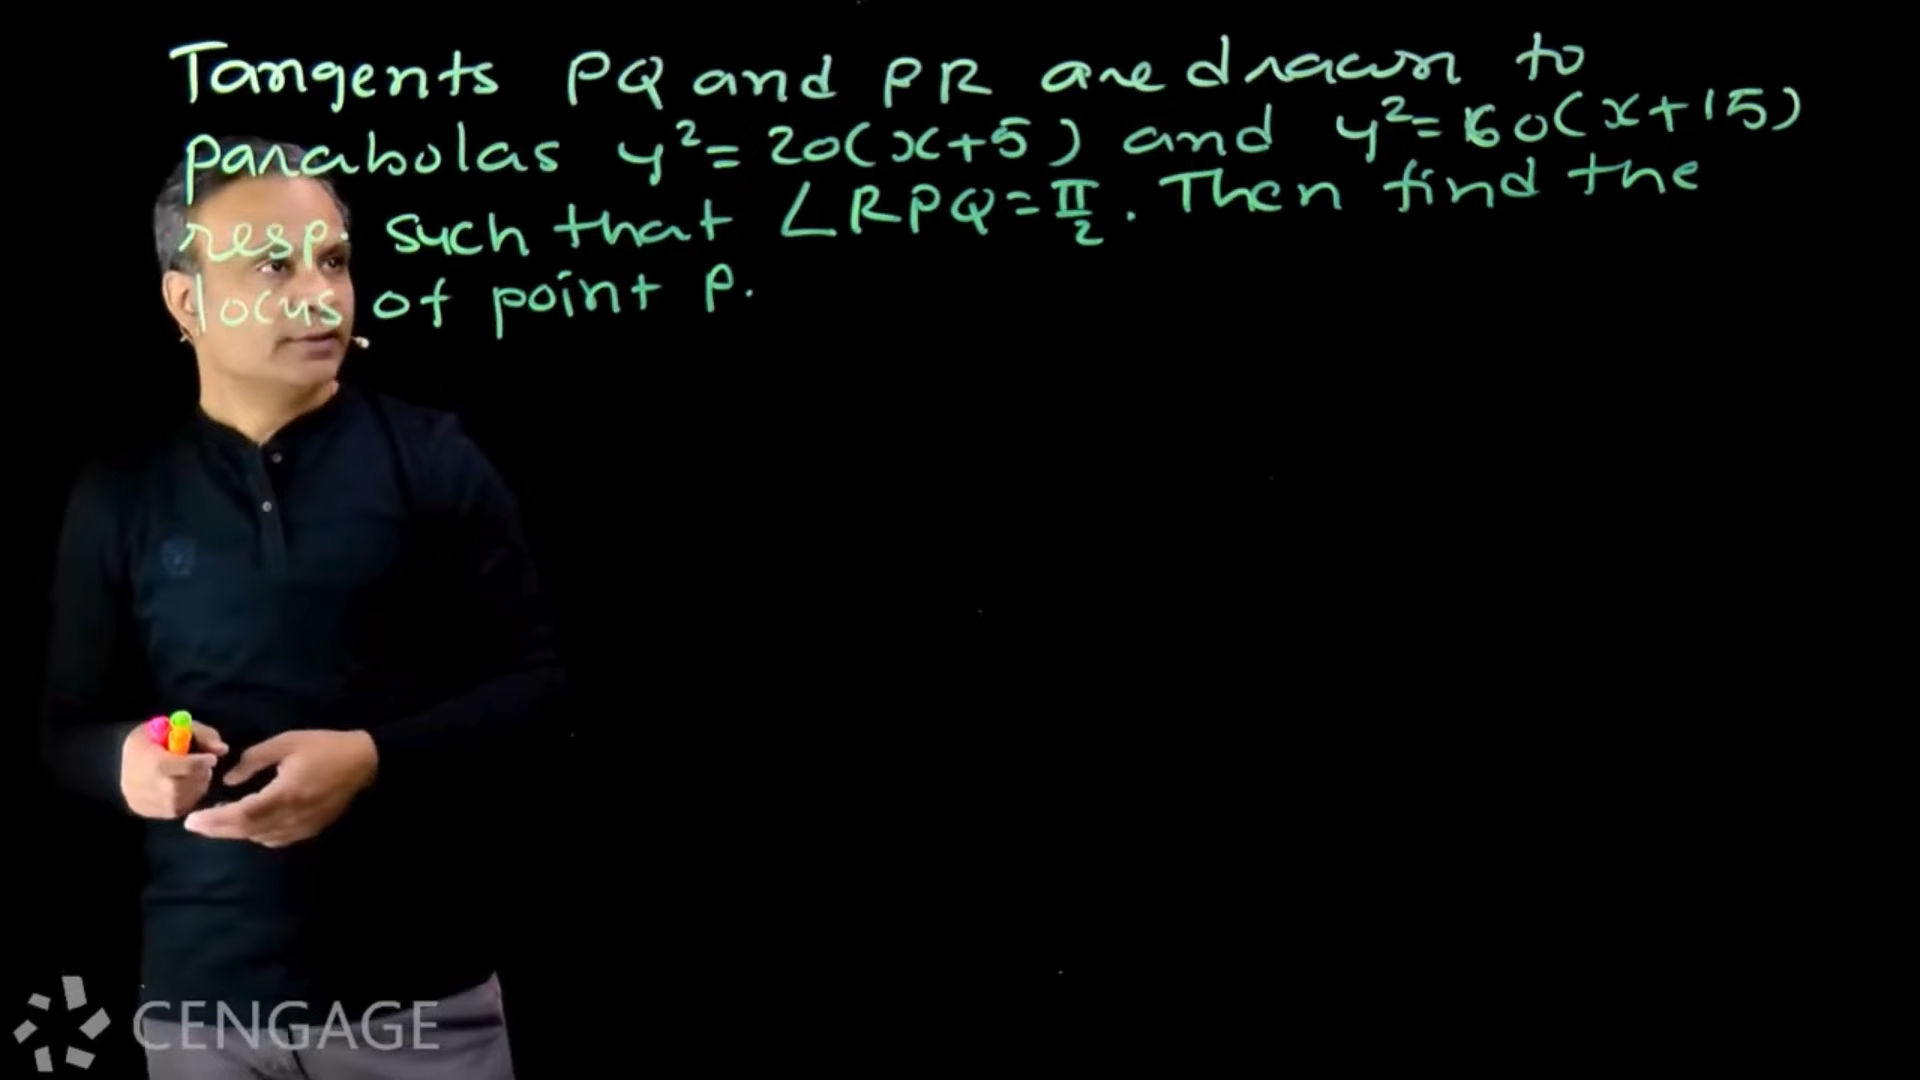 Tangents PQ and PR are drawn to
parabolas y²= 20(x+5) and y²= 60(x+15)
resp. such that ∠RPQ=π/2. Then find the
locus of point P.
CENGAGE